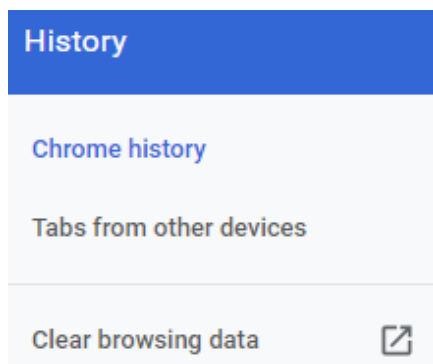 History
Chrome history
Tabs from other devices
Clear browsing data